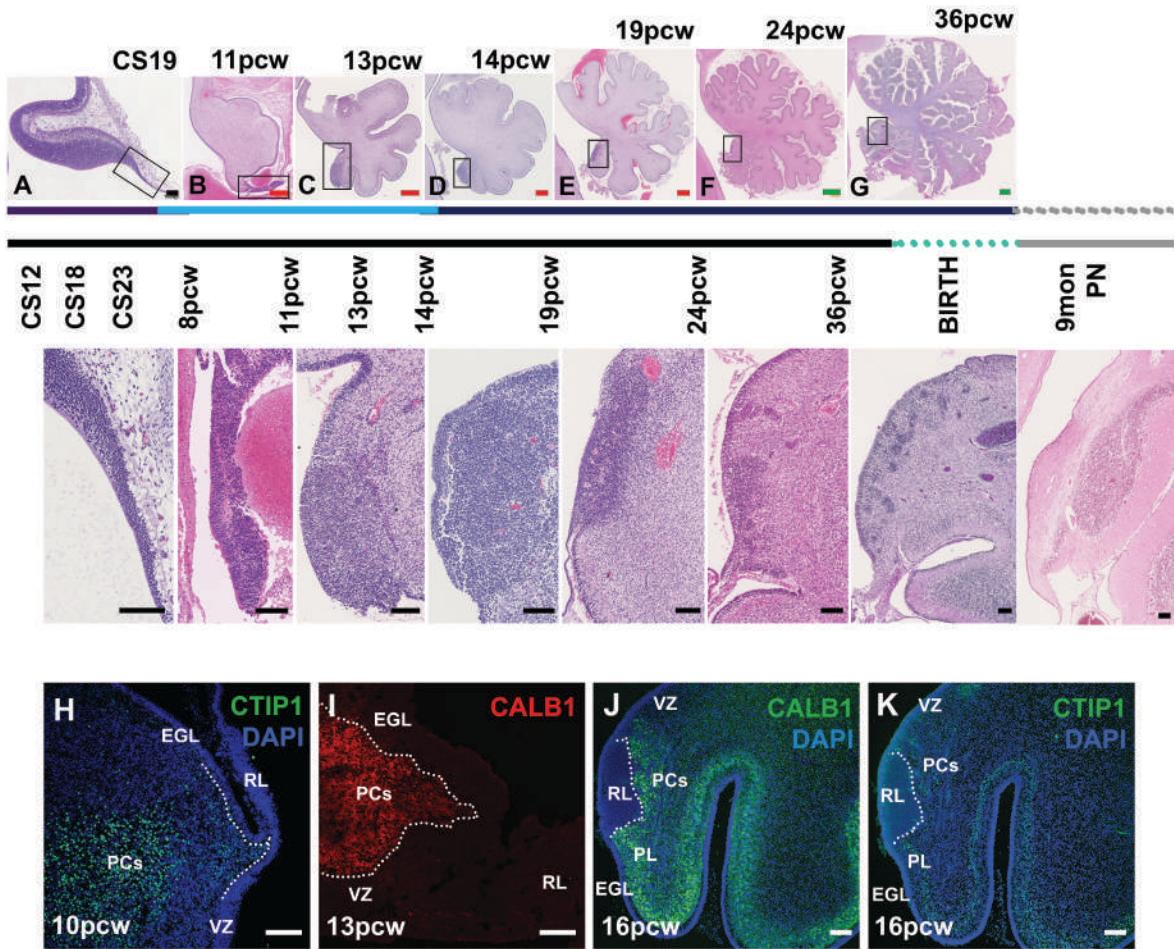 CS19
11pcw
13pcw
14pcw
19pcw
24pcw
36pcw
A
B
C
D
E
F
G
CS12
CS18
CS23
8pcw
11pcw
13pcw
14pcw
19pcw
24pcw
36pcw
BIRTH
9mon
PN
H
CTIP1
DAPI
EGL
RL
PCs
VZ
10pcw
I
CALB1
EGL
PCs
VZ
RL
13pcw
J
VZ
CALB1
DAPI
PCs
RL
PL
EGL
16pcw
K
VZ
CTIP1
DAPI
PCs
RL
PL
EGL
16pcw